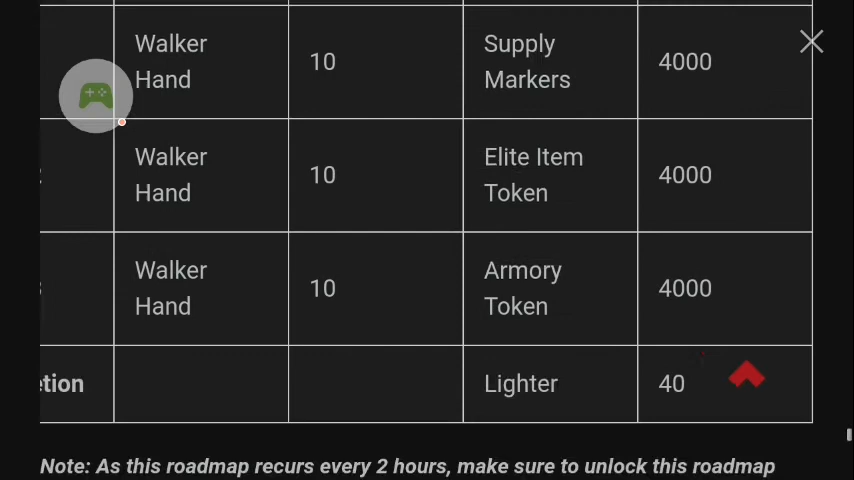 Walker
Hand
10
Supply
Markers
4000
Walker
Hand
10
Elite Item
Token
4000
Walker
Hand
10
Armory
Token
4000
etion
Lighter
40
Note: As this roadmap recurs every 2 hours, make sure to unlock this roadmap